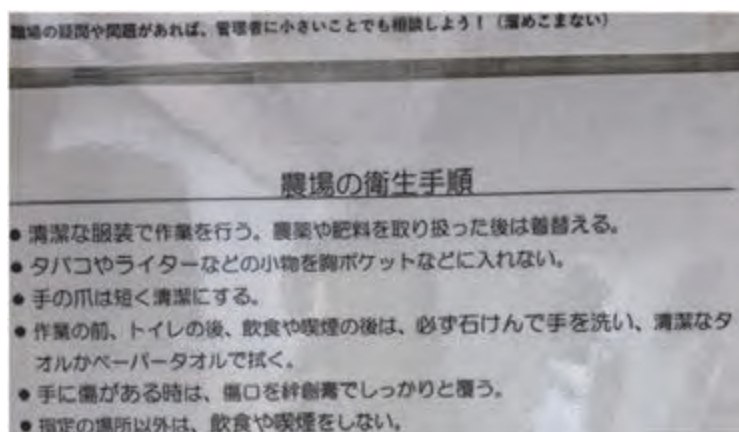 職場の疑問や問題があれば、管理者に小さいことでも相談しよう！（溜めこまない）
農場の衛生手順
● 清潔な服装で作業を行う。農薬や肥料を取り扱った後は着替える。
● タバコやライターなどの小物を胸ポケットなどに入れない。
● 手の爪は短く清潔にする。
● 作業の前、トイレの後、飲食や喫煙の後は、必ず石けんで手を洗い、清潔なタ
オルかペーパータオルで拭く。
● 手に傷がある時は、傷口を絆創膏でしっかりと覆う。
● 指定の場所以外は、飲食や喫煙をしない。